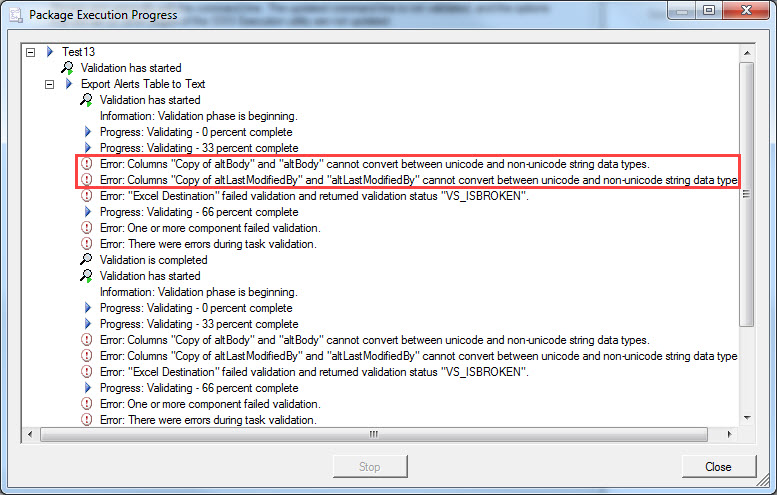 Package Execution Progress
Test13
Validation has started
Export Alerts Table to Text
Validation has started
Information: Validation phase is beginning.
Progress: Validating - 0 percent complete
Progress: Validating - 33 percent complete
Error: Columns "Copy of altBody" and "altBody" cannot convert between unicode and non-unicode string data types.
Error: Columns "Copy of altLastModifiedBy" and "altLastModifiedBy" cannot convert between unicode and non-unicode string data type
Error: "Excel Destination" failed validation and returned validation status "VS_ISBROKEN".
Progress: Validating - 66 percent complete
Error: One or more component failed validation.
Error: There were errors during task validation.
Validation is completed
Validation has started
Information: Validation phase is beginning.
Progress: Validating - 0 percent complete
Progress: Validating - 33 percent complete
Error: Columns "Copy of altBody" and "altBody" cannot convert between unicode and non-unicode string data types.
Error: Columns "Copy of altLastModifiedBy" and "altLastModifiedBy" cannot convert between unicode and non-unicode string data type
Error: "Excel Destination" failed validation and returned validation status "VS_ISBROKEN".
Progress: Validating - 66 percent complete
Error: One or more component failed validation.
Error: There were errors during task validation.
Stop
Close